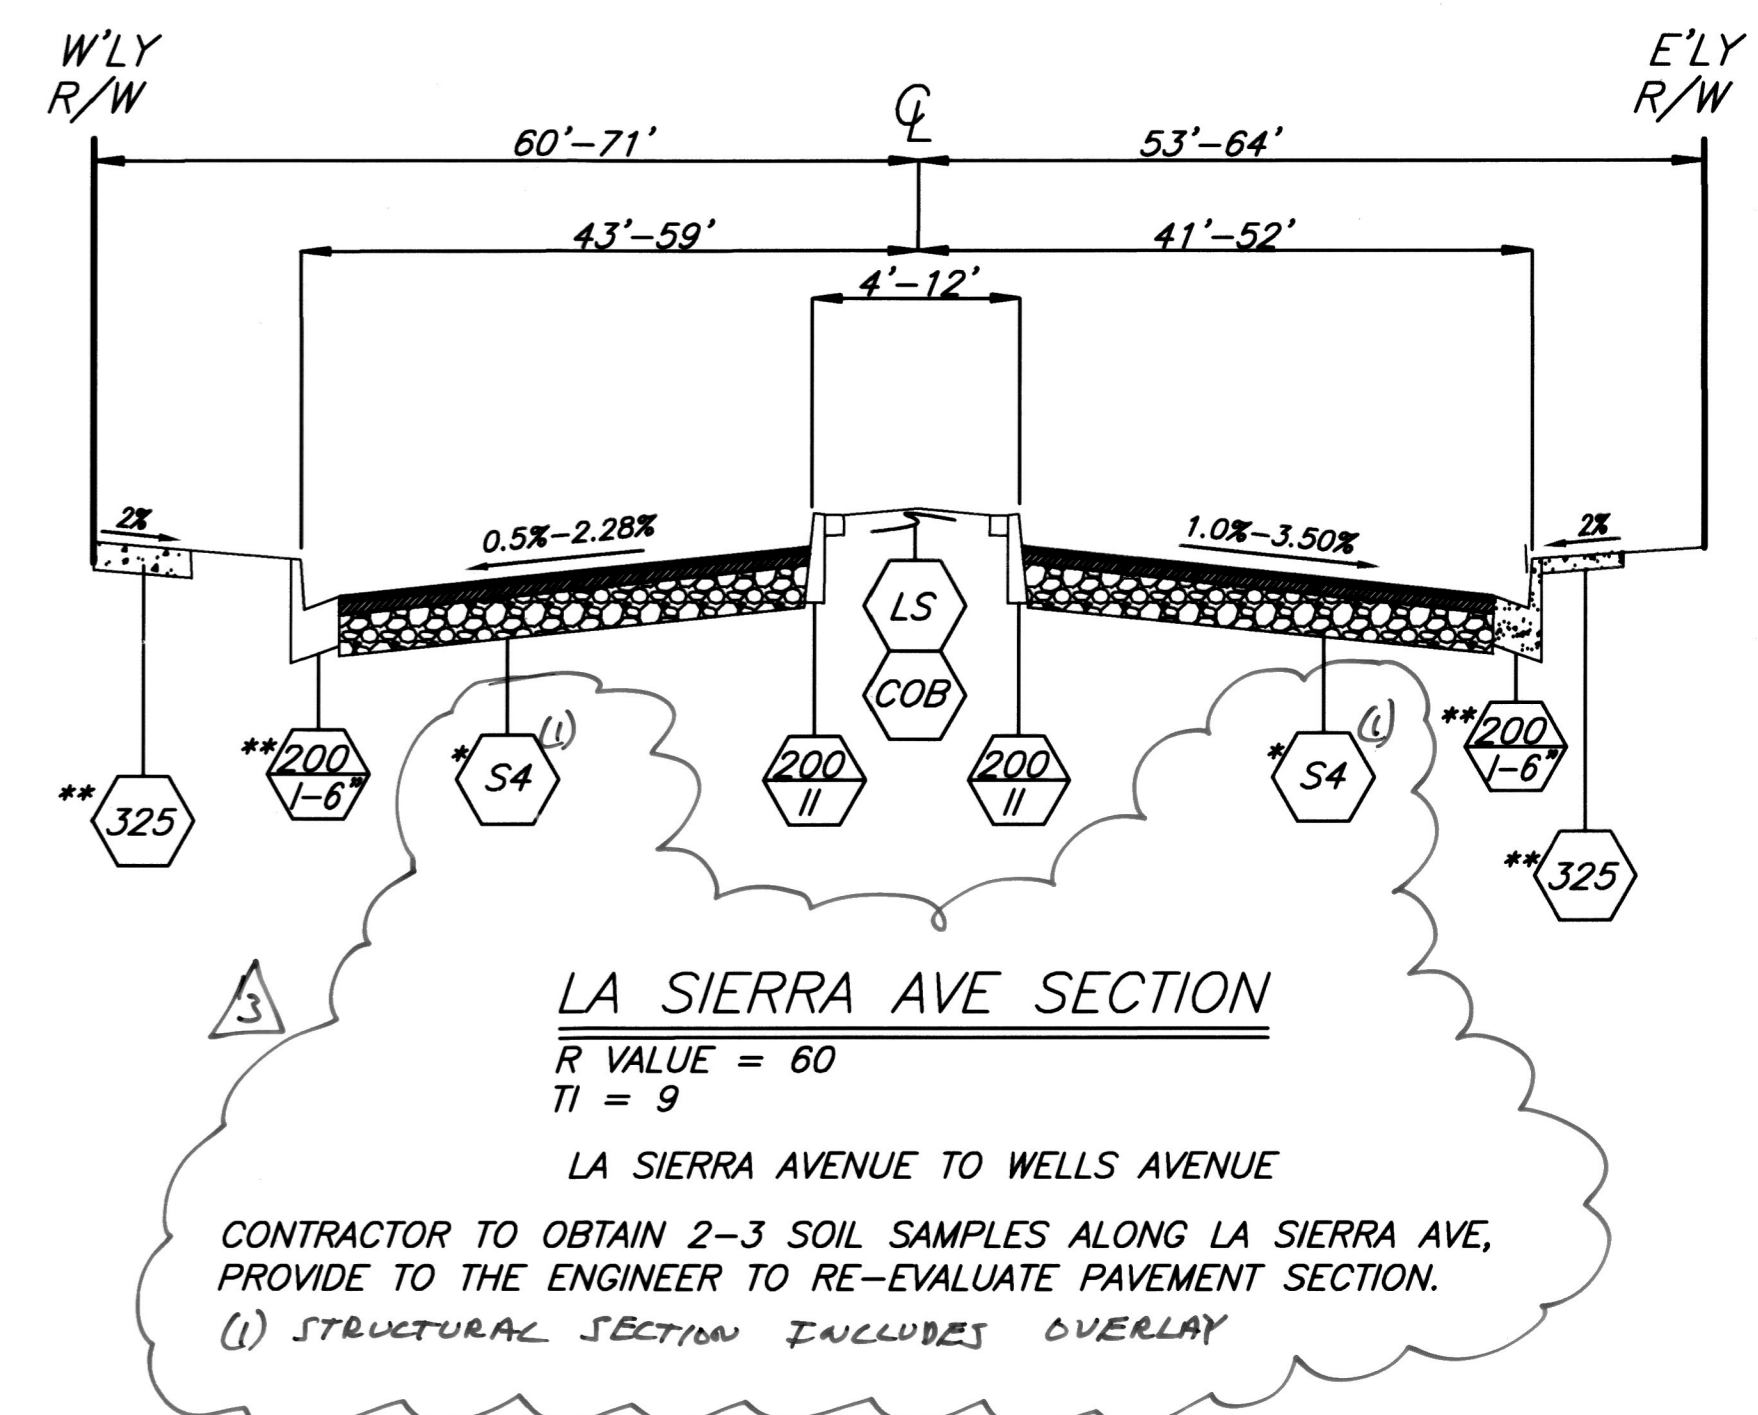 W'LY
R/W
E'LY
R/W
CL
60'-71'
53'-64'
43'-59'
41'-52'
4'-12'
2%
0.5%-2.28%
1.0%-3.50%
2%
LS
COB
** 325
** 200
1-6"
* S4
(1)
200
11
200
11
* S4
(1)
** 200
1-6"
** 325
3
LA SIERRA AVE SECTION
R VALUE = 60
TI = 9
LA SIERRA AVENUE TO WELLS AVENUE
CONTRACTOR TO OBTAIN 2-3 SOIL SAMPLES ALONG LA SIERRA AVE,
PROVIDE TO THE ENGINEER TO RE-EVALUATE PAVEMENT SECTION.
(1) STRUCTURAL SECTION INCLUDES OVERLAY